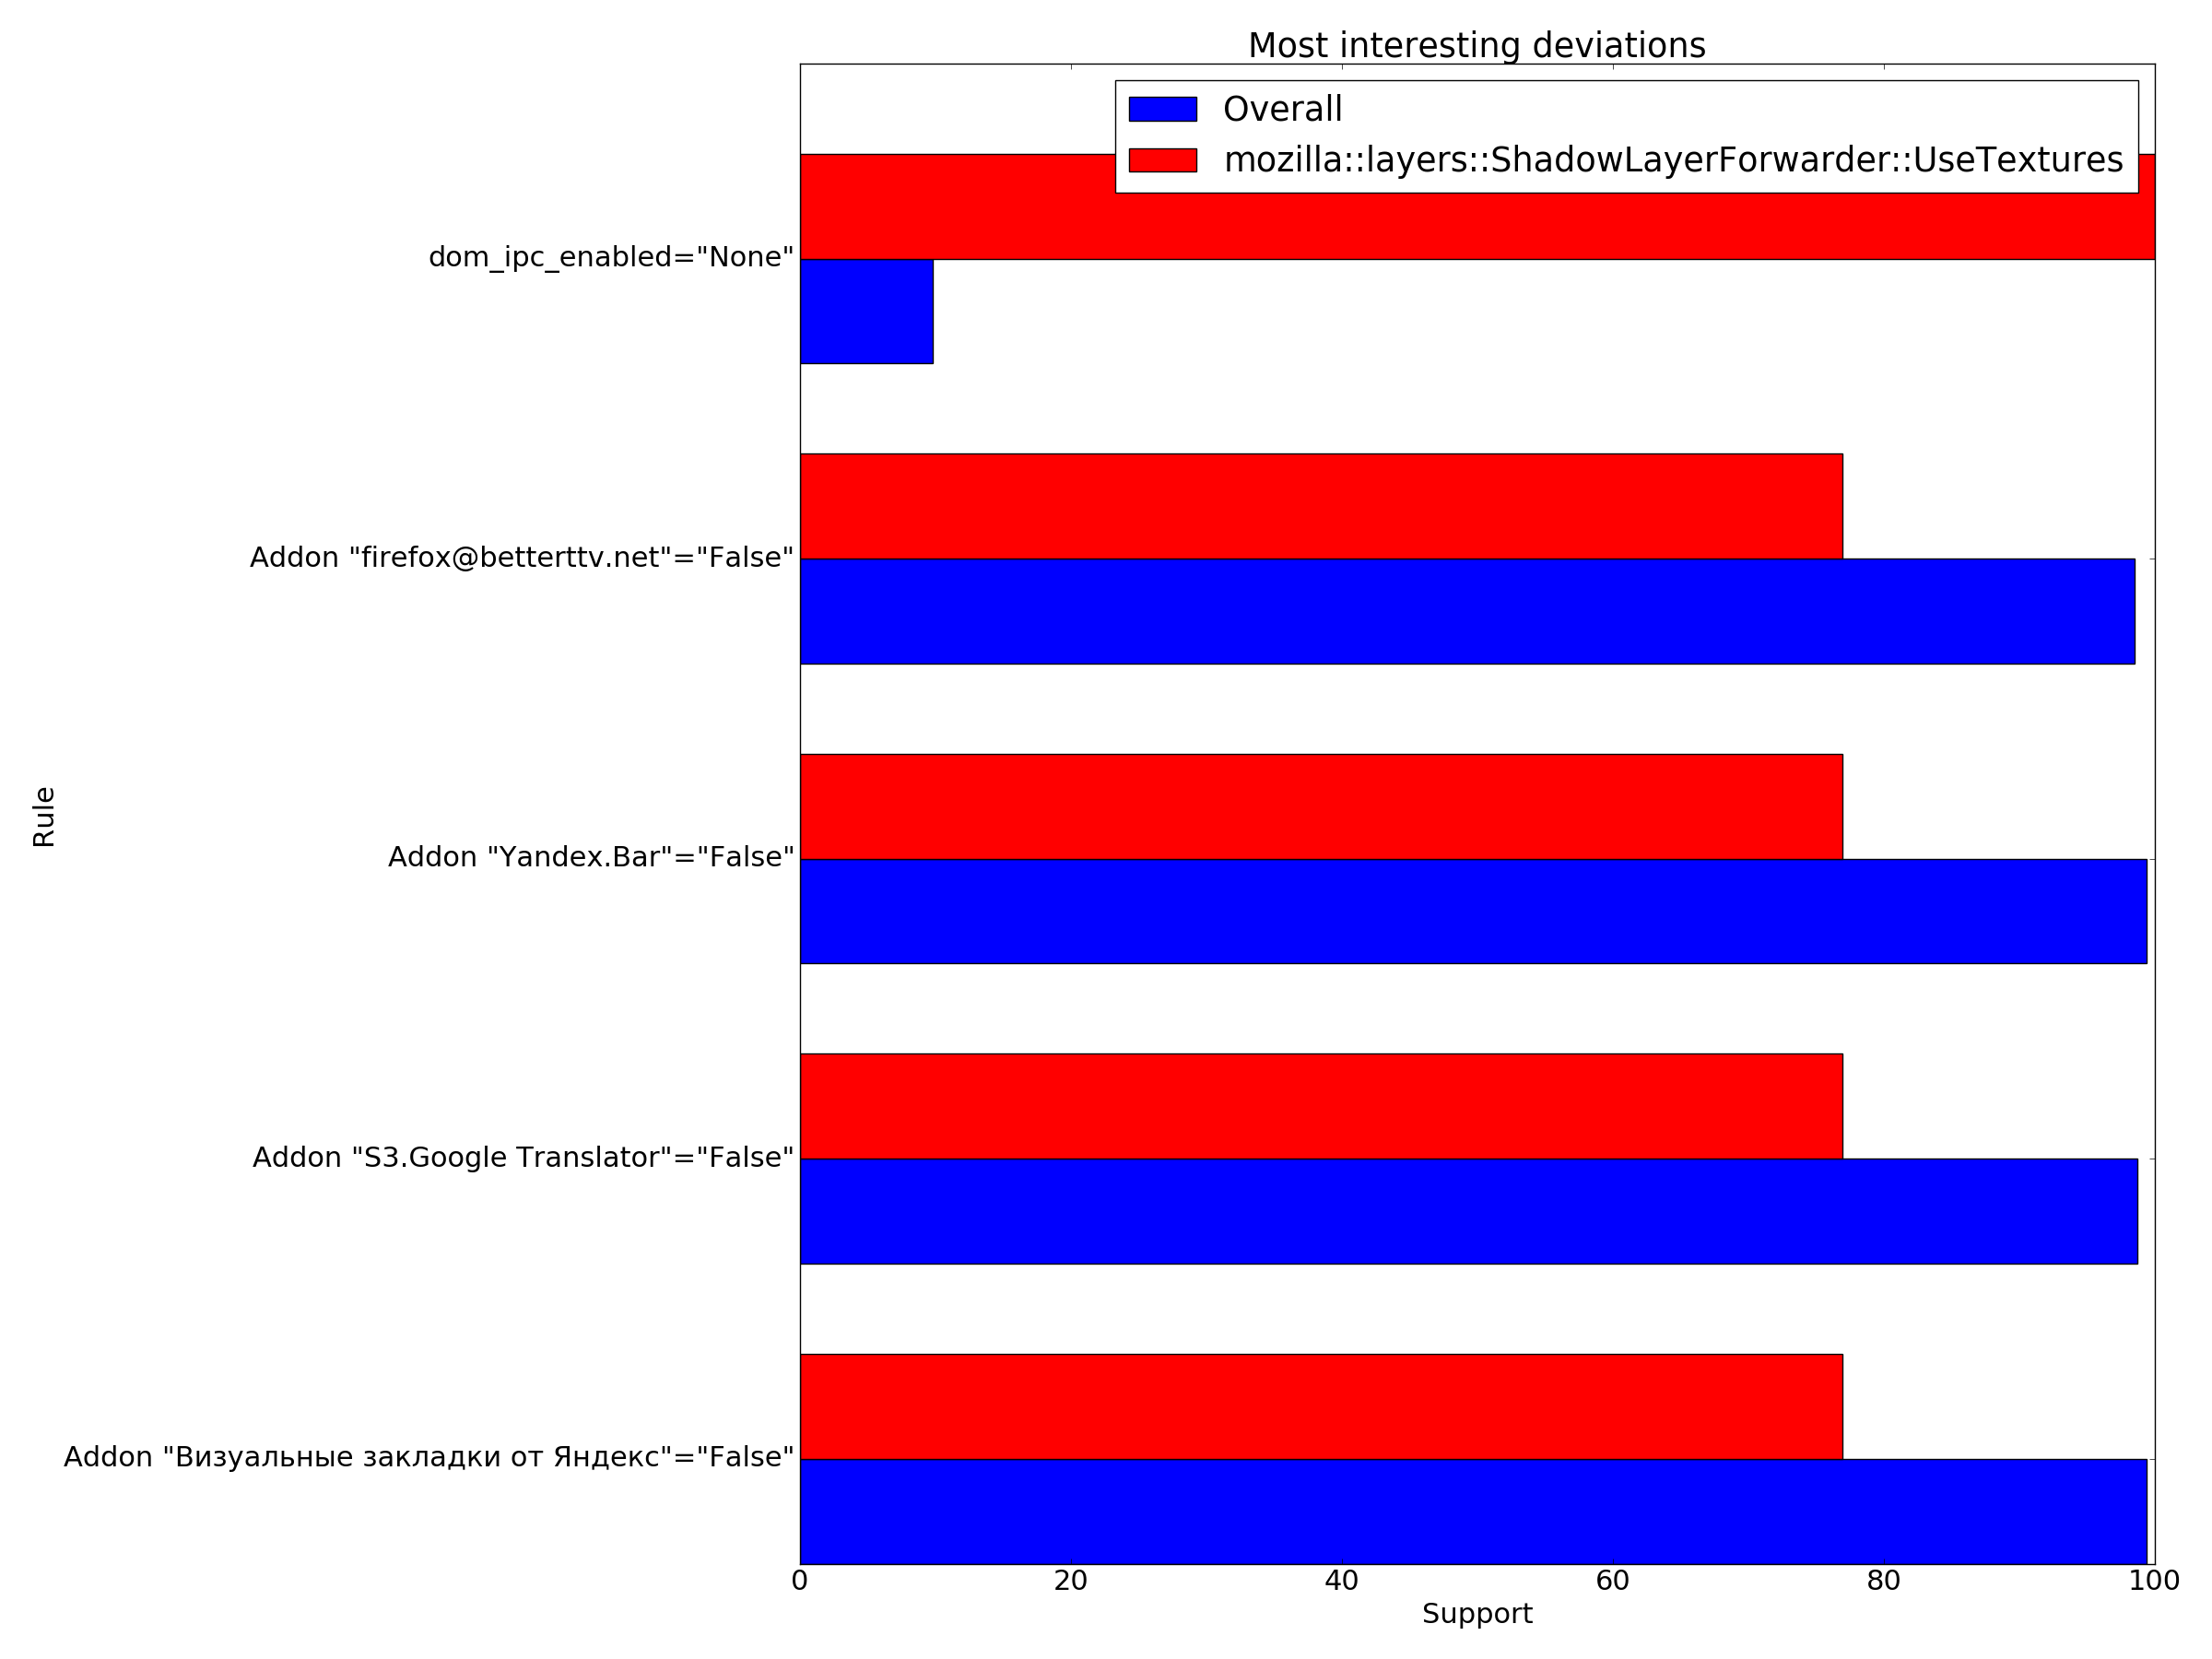 Most interesting deviations
Overall
mozilla::layers::ShadowLayerForwarder::UseTextures
dom_ipc_enabled="None"
Addon "firefox@betterttv.net"="False"
Rule
Addon "Yandex.Bar"="False"
Addon "S3.Google Translator"="False"
Addon "Визуальные закладки от Яндекс"="False"
0 20 40 60 80 100
Support